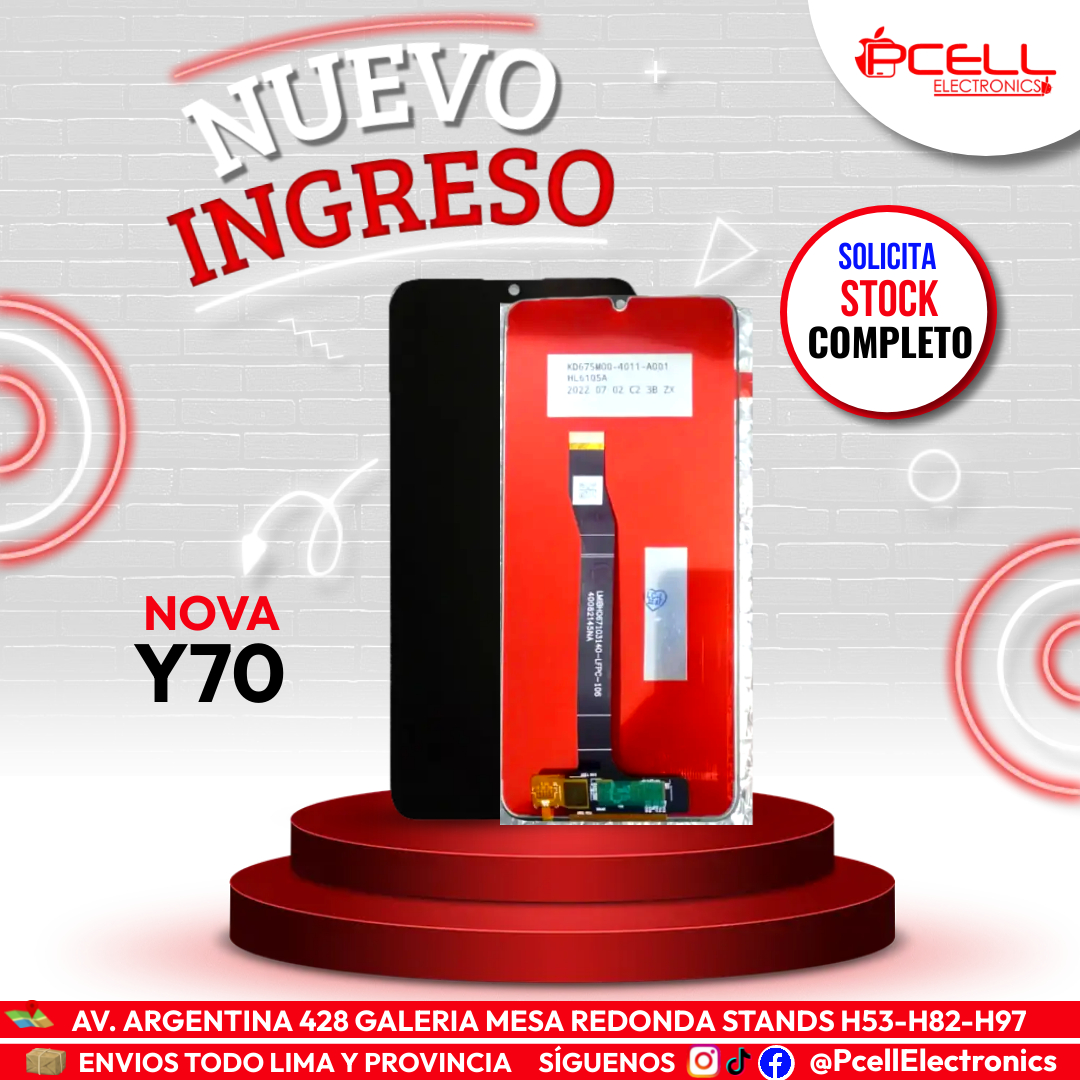 NUEVO
INGRESO
PCELL
ELECTRONICS
SOLICITA
STOCK
COMPLETO
KD675M00-4011-A001
HL6105A
2022 07 02 C2 3B ZX
NOVA
Y70
AV. ARGENTINA 428 GALERIA MESA REDONDA STANDS H53-H82-H97
ENVIOS TODO LIMA Y PROVINCIA SÍGUENOS @PcellElectronics